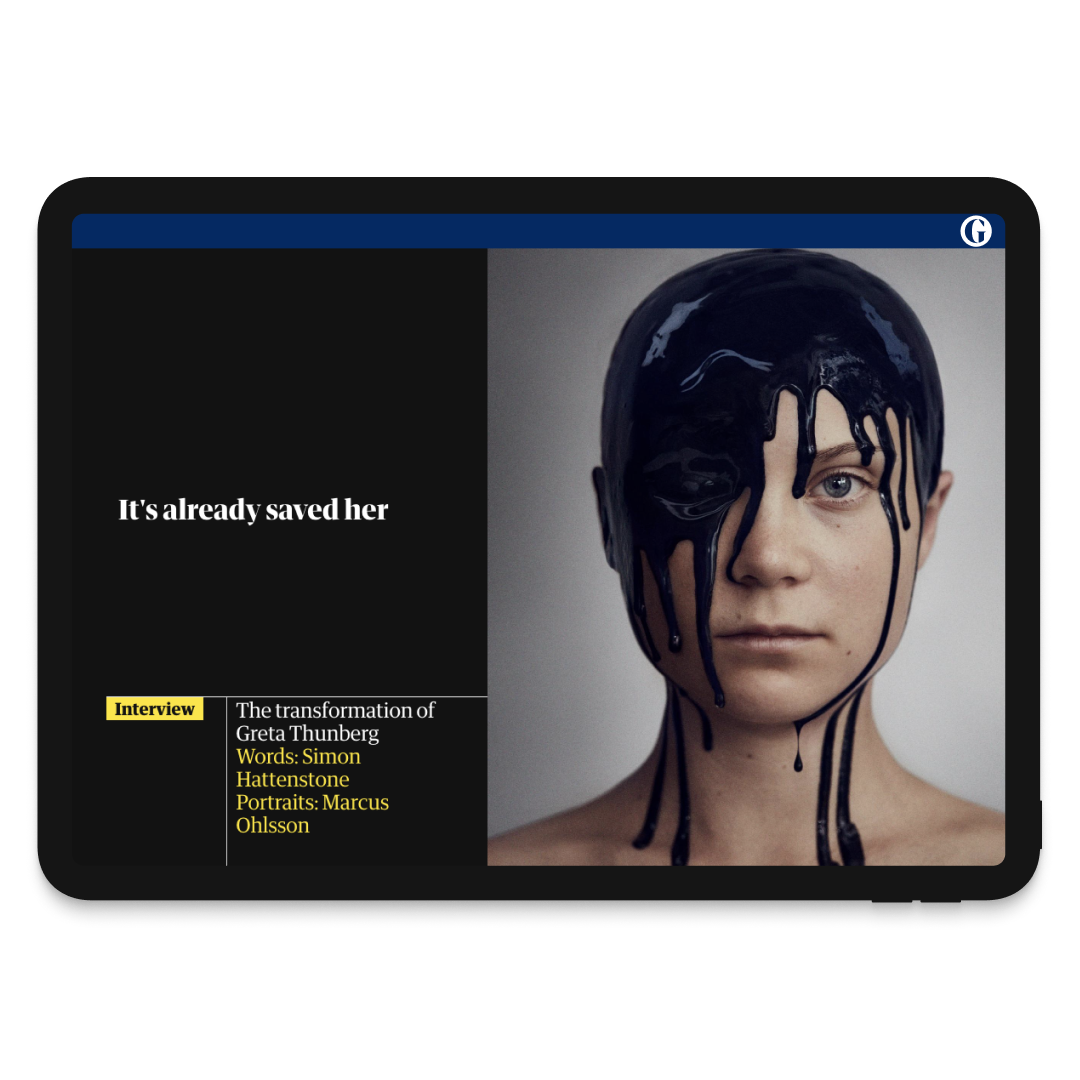 It's already saved her
Interview
The transformation of
Greta Thunberg
Words: Simon
Hattenstone
Portraits: Marcus
Ohlsson
G